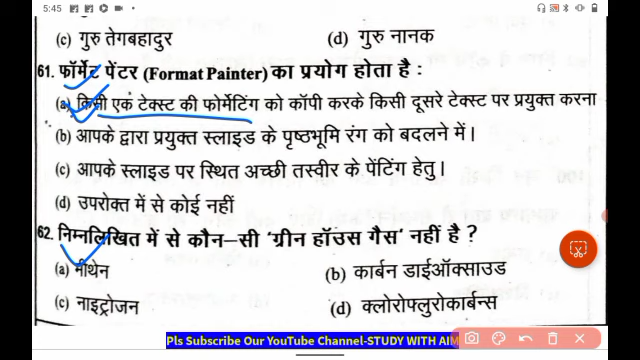 5:45
(c) गुरु तेगबहादुर (d) गुरु नानक
61. फॉर्मेट पेंटर (Format Painter) का प्रयोग होता है :
(a) किसी एक टेक्स्ट की फोर्मेटिंग को कॉपी करके किसी दूसरे टेक्स्ट पर प्रयुक्त करना
(b) आपके द्वारा प्रयुक्त स्लाइड के पृष्ठभूमि रंग को बदलने में।
(c) आपके स्लाइड पर स्थित अच्छी तस्वीर के पेंटिंग हेतु।
(d) उपरोक्त में से कोई नहीं
62. निम्नलिखित में से कौन-सी 'ग्रीन हॉउस गैस' नहीं है ?
(a) मीथेन (b) कार्बन डाईऑक्साउड
(c) नाइट्रोजन (d) क्लोरोफ्लुरोकार्बन्स
Pls Subscribe Our YouTube Channel-STUDY WITH AIM